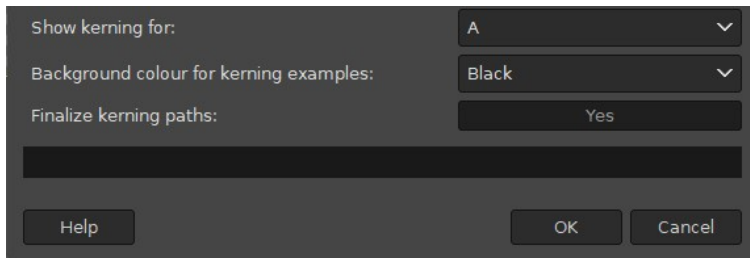 Show kerning for: A
Background colour for kerning examples: Black
Finalize kerning paths: Yes
Help OK Cancel